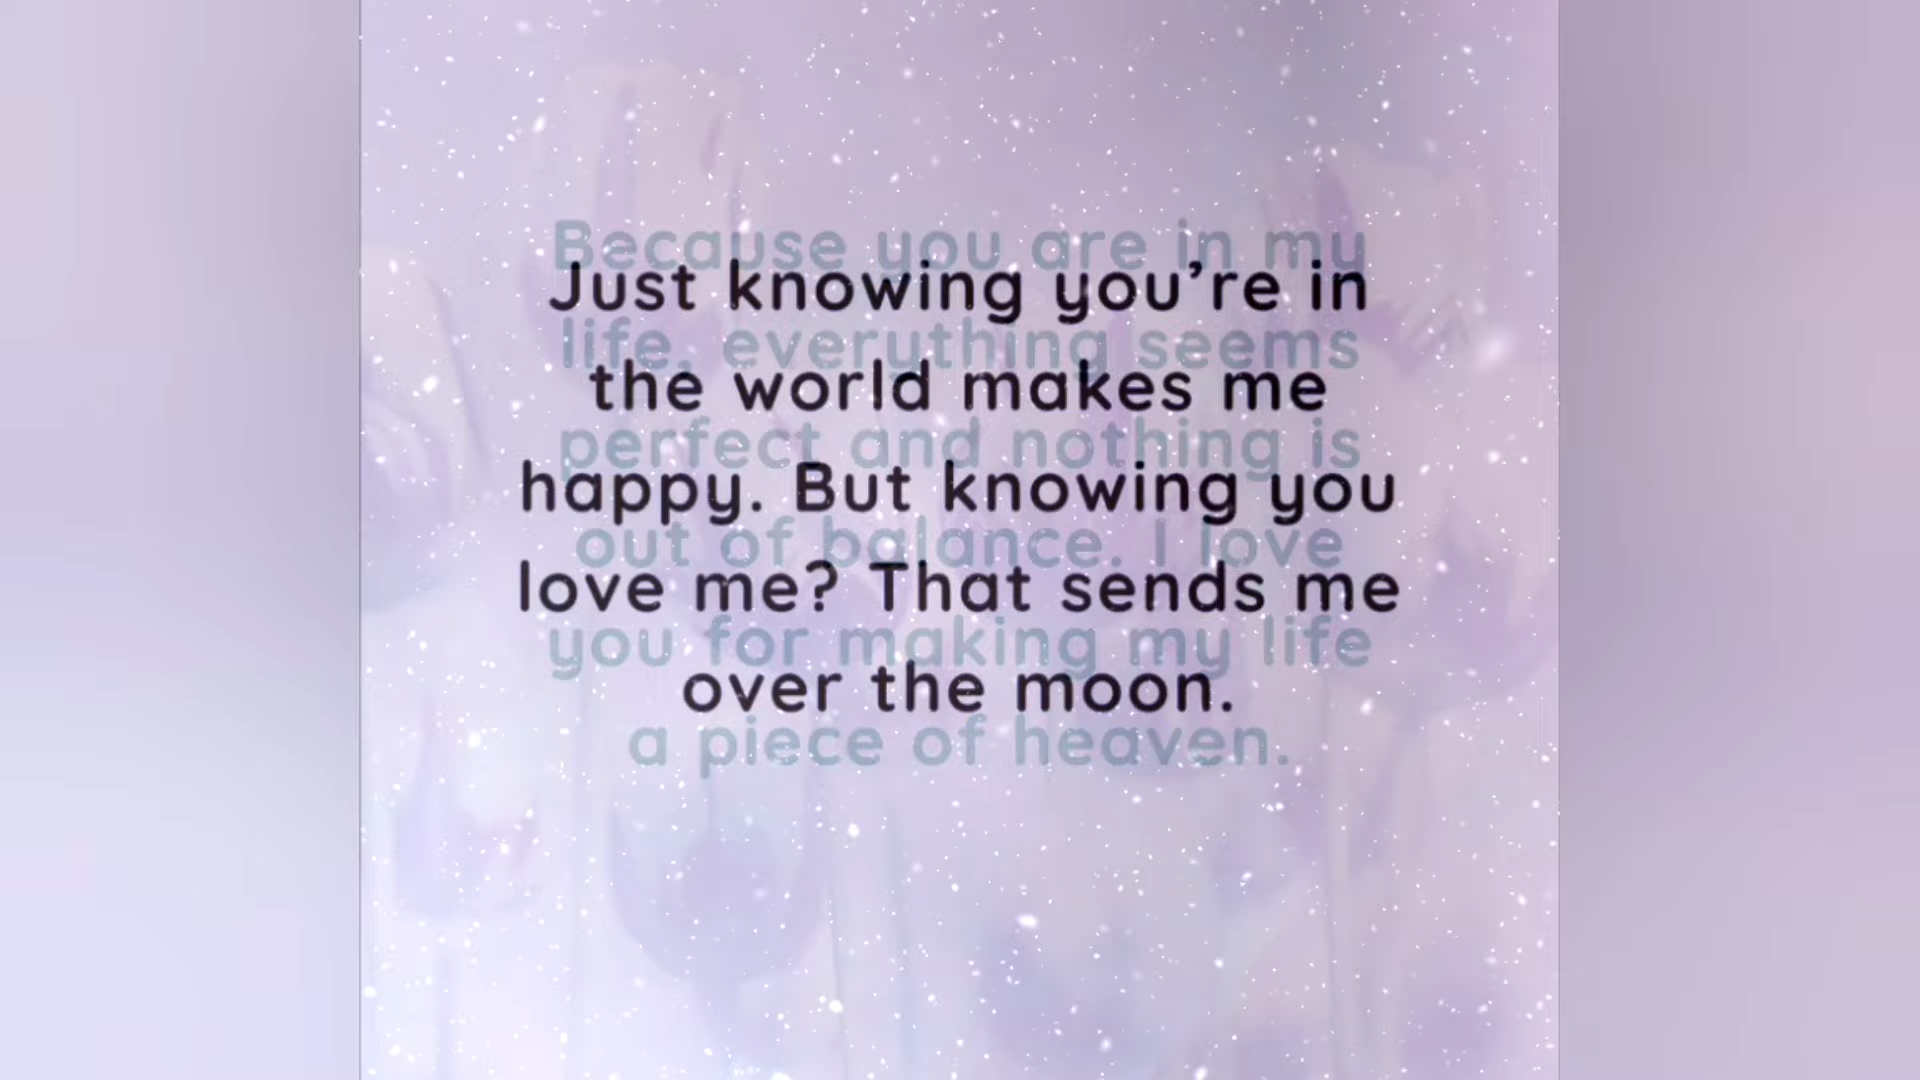 Just knowing you're in
the world makes me
happy. But knowing you
love me? That sends me
over the moon.
Because you are in my
life, everything seems
perfect and nothing is
out of balance. I love
you for making my life
a piece of heaven.